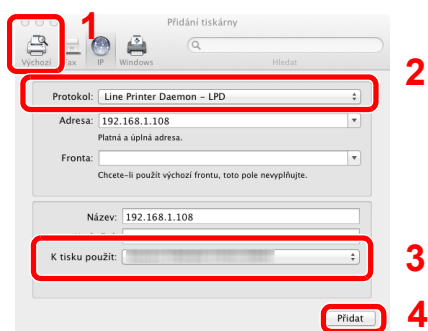 1
Přidání tiskárny
Výchozí Fax IP Windows Hledat
2
Protokol: Line Printer Daemon – LPD
Adresa: 192.168.1.108
Platná a úplná adresa.
Fronta:
Chcete-li použít výchozí frontu, toto pole nevyplňujte.
Název: 192.168.1.108
K tisku použít:
3
Přidat
4